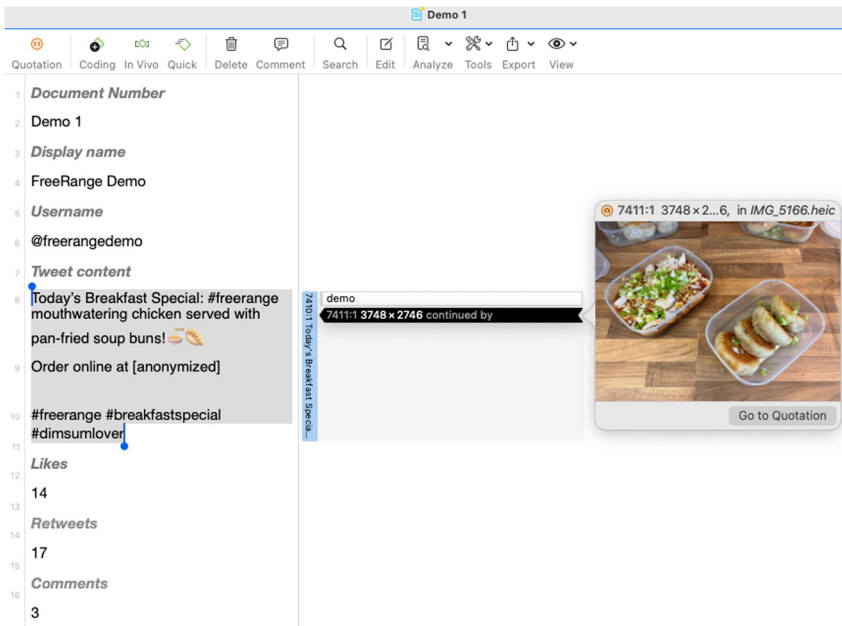 Demo 1
Quotation Coding In Vivo Quick Delete Comment Search Edit Analyze Tools Export View
1 Document Number
2 Demo 1
3 Display name
4 FreeRange Demo
5 Username
6 @freerangedemo
7 Tweet content
8 Today's Breakfast Special: #freerange
mouthwatering chicken served with
pan-fried soup buns!🍜🥟
9 Order online at [anonymized]
10 #freerange #breakfastspecial
#dimsumlover
11
Likes
12
14
13
Retweets
14
17
15
Comments
16
3
7410:1 Today's Breakfast Specia...
demo
7411:1 3748 × 2746 continued by
7411:1 3748 × 2...6, in IMG_5166.heic
Go to Quotation